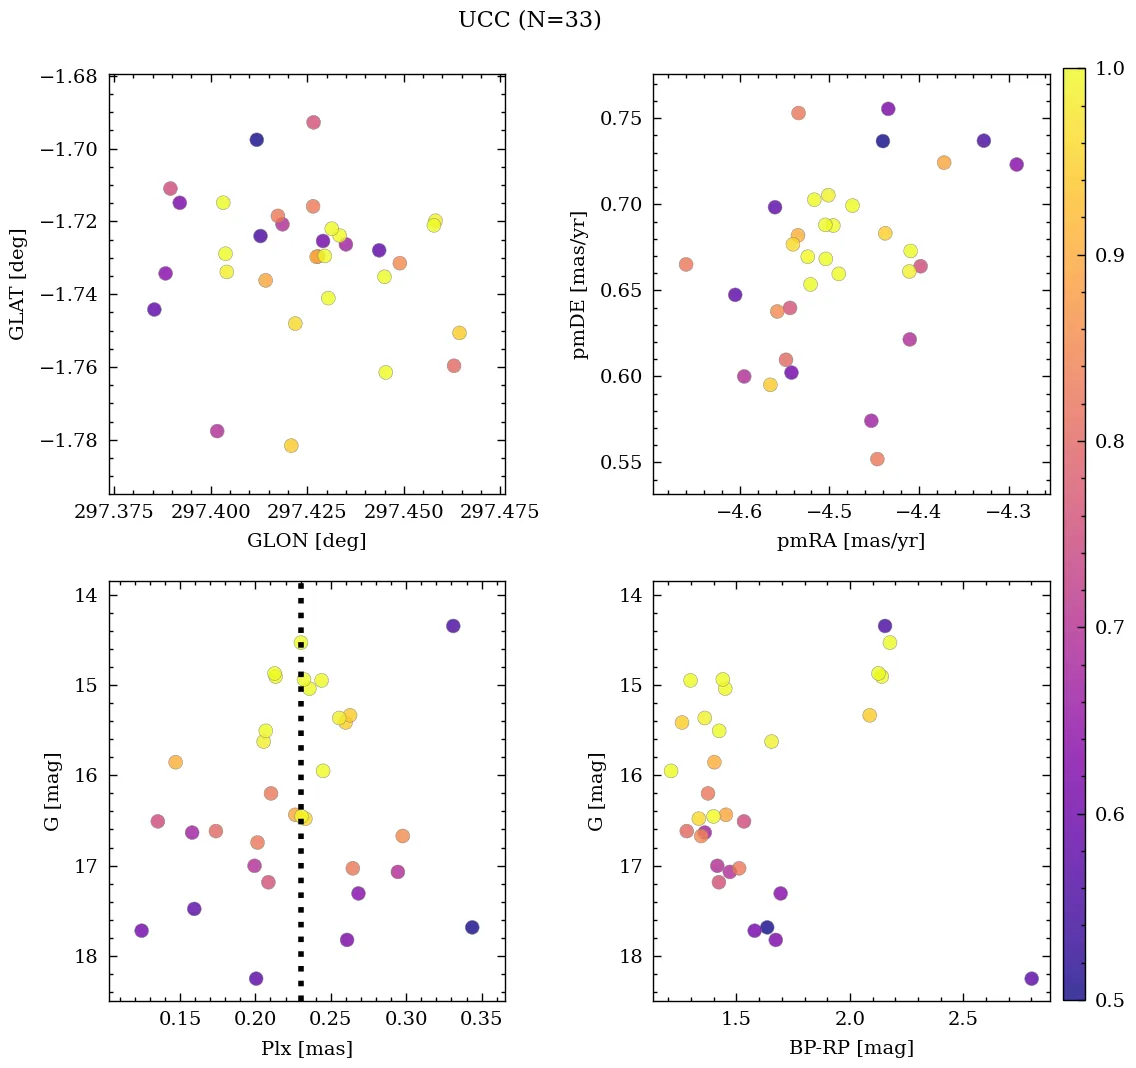 UCC (N=33)
−1.68
−1.70
−1.72
−1.74
−1.76
−1.78
GLAT [deg]
297.375 297.400 297.425 297.450 297.475
GLON [deg]
0.75
0.70
0.65
0.60
0.55
pmDE [mas/yr]
−4.6 −4.5 −4.4 −4.3
pmRA [mas/yr]
14
15
16
17
18
G [mag]
0.15 0.20 0.25 0.30 0.35
Plx [mas]
14
15
16
17
18
G [mag]
1.5 2.0 2.5
BP-RP [mag]
1.0
0.9
0.8
0.7
0.6
0.5